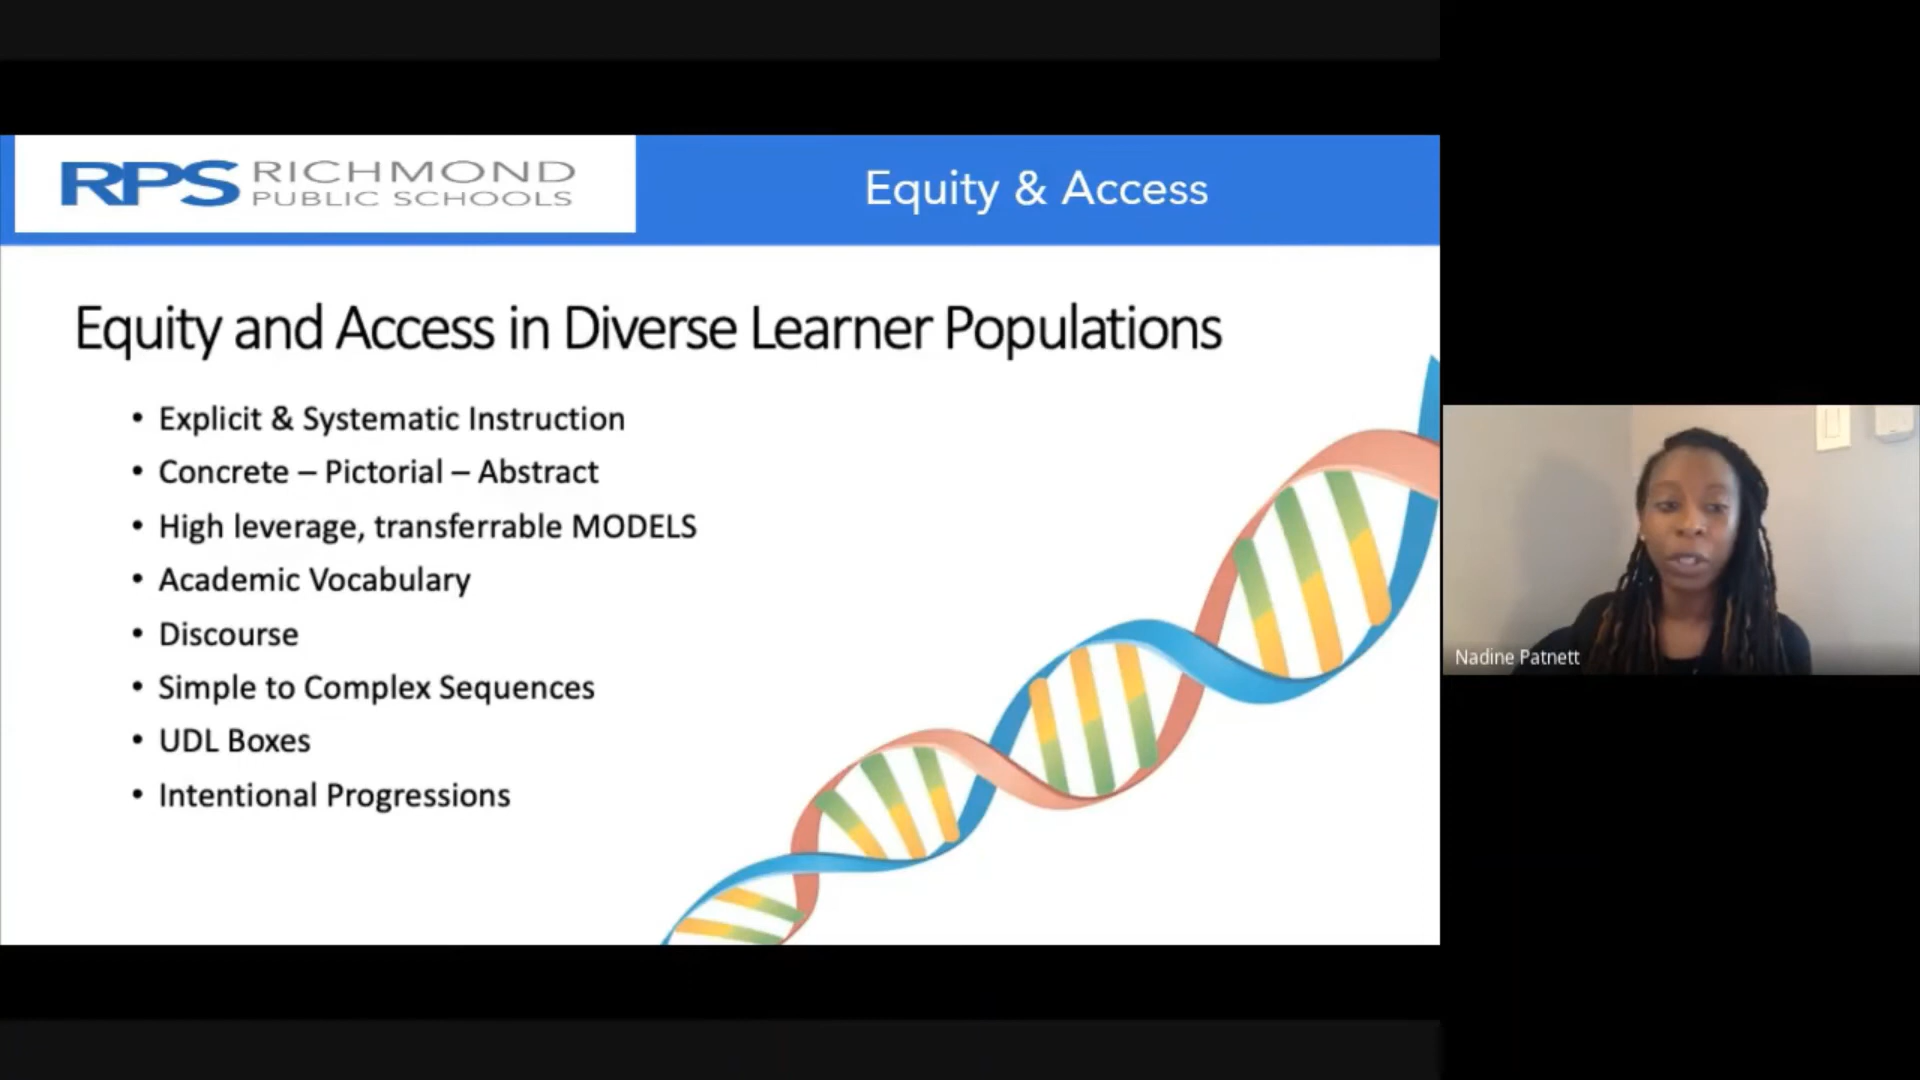 RPS RICHMOND
PUBLIC SCHOOLS
Equity & Access
Equity and Access in Diverse Learner Populations
• Explicit & Systematic Instruction
• Concrete – Pictorial – Abstract
• High leverage, transferrable MODELS
• Academic Vocabulary
• Discourse
• Simple to Complex Sequences
• UDL Boxes
• Intentional Progressions
Nadine Patnett